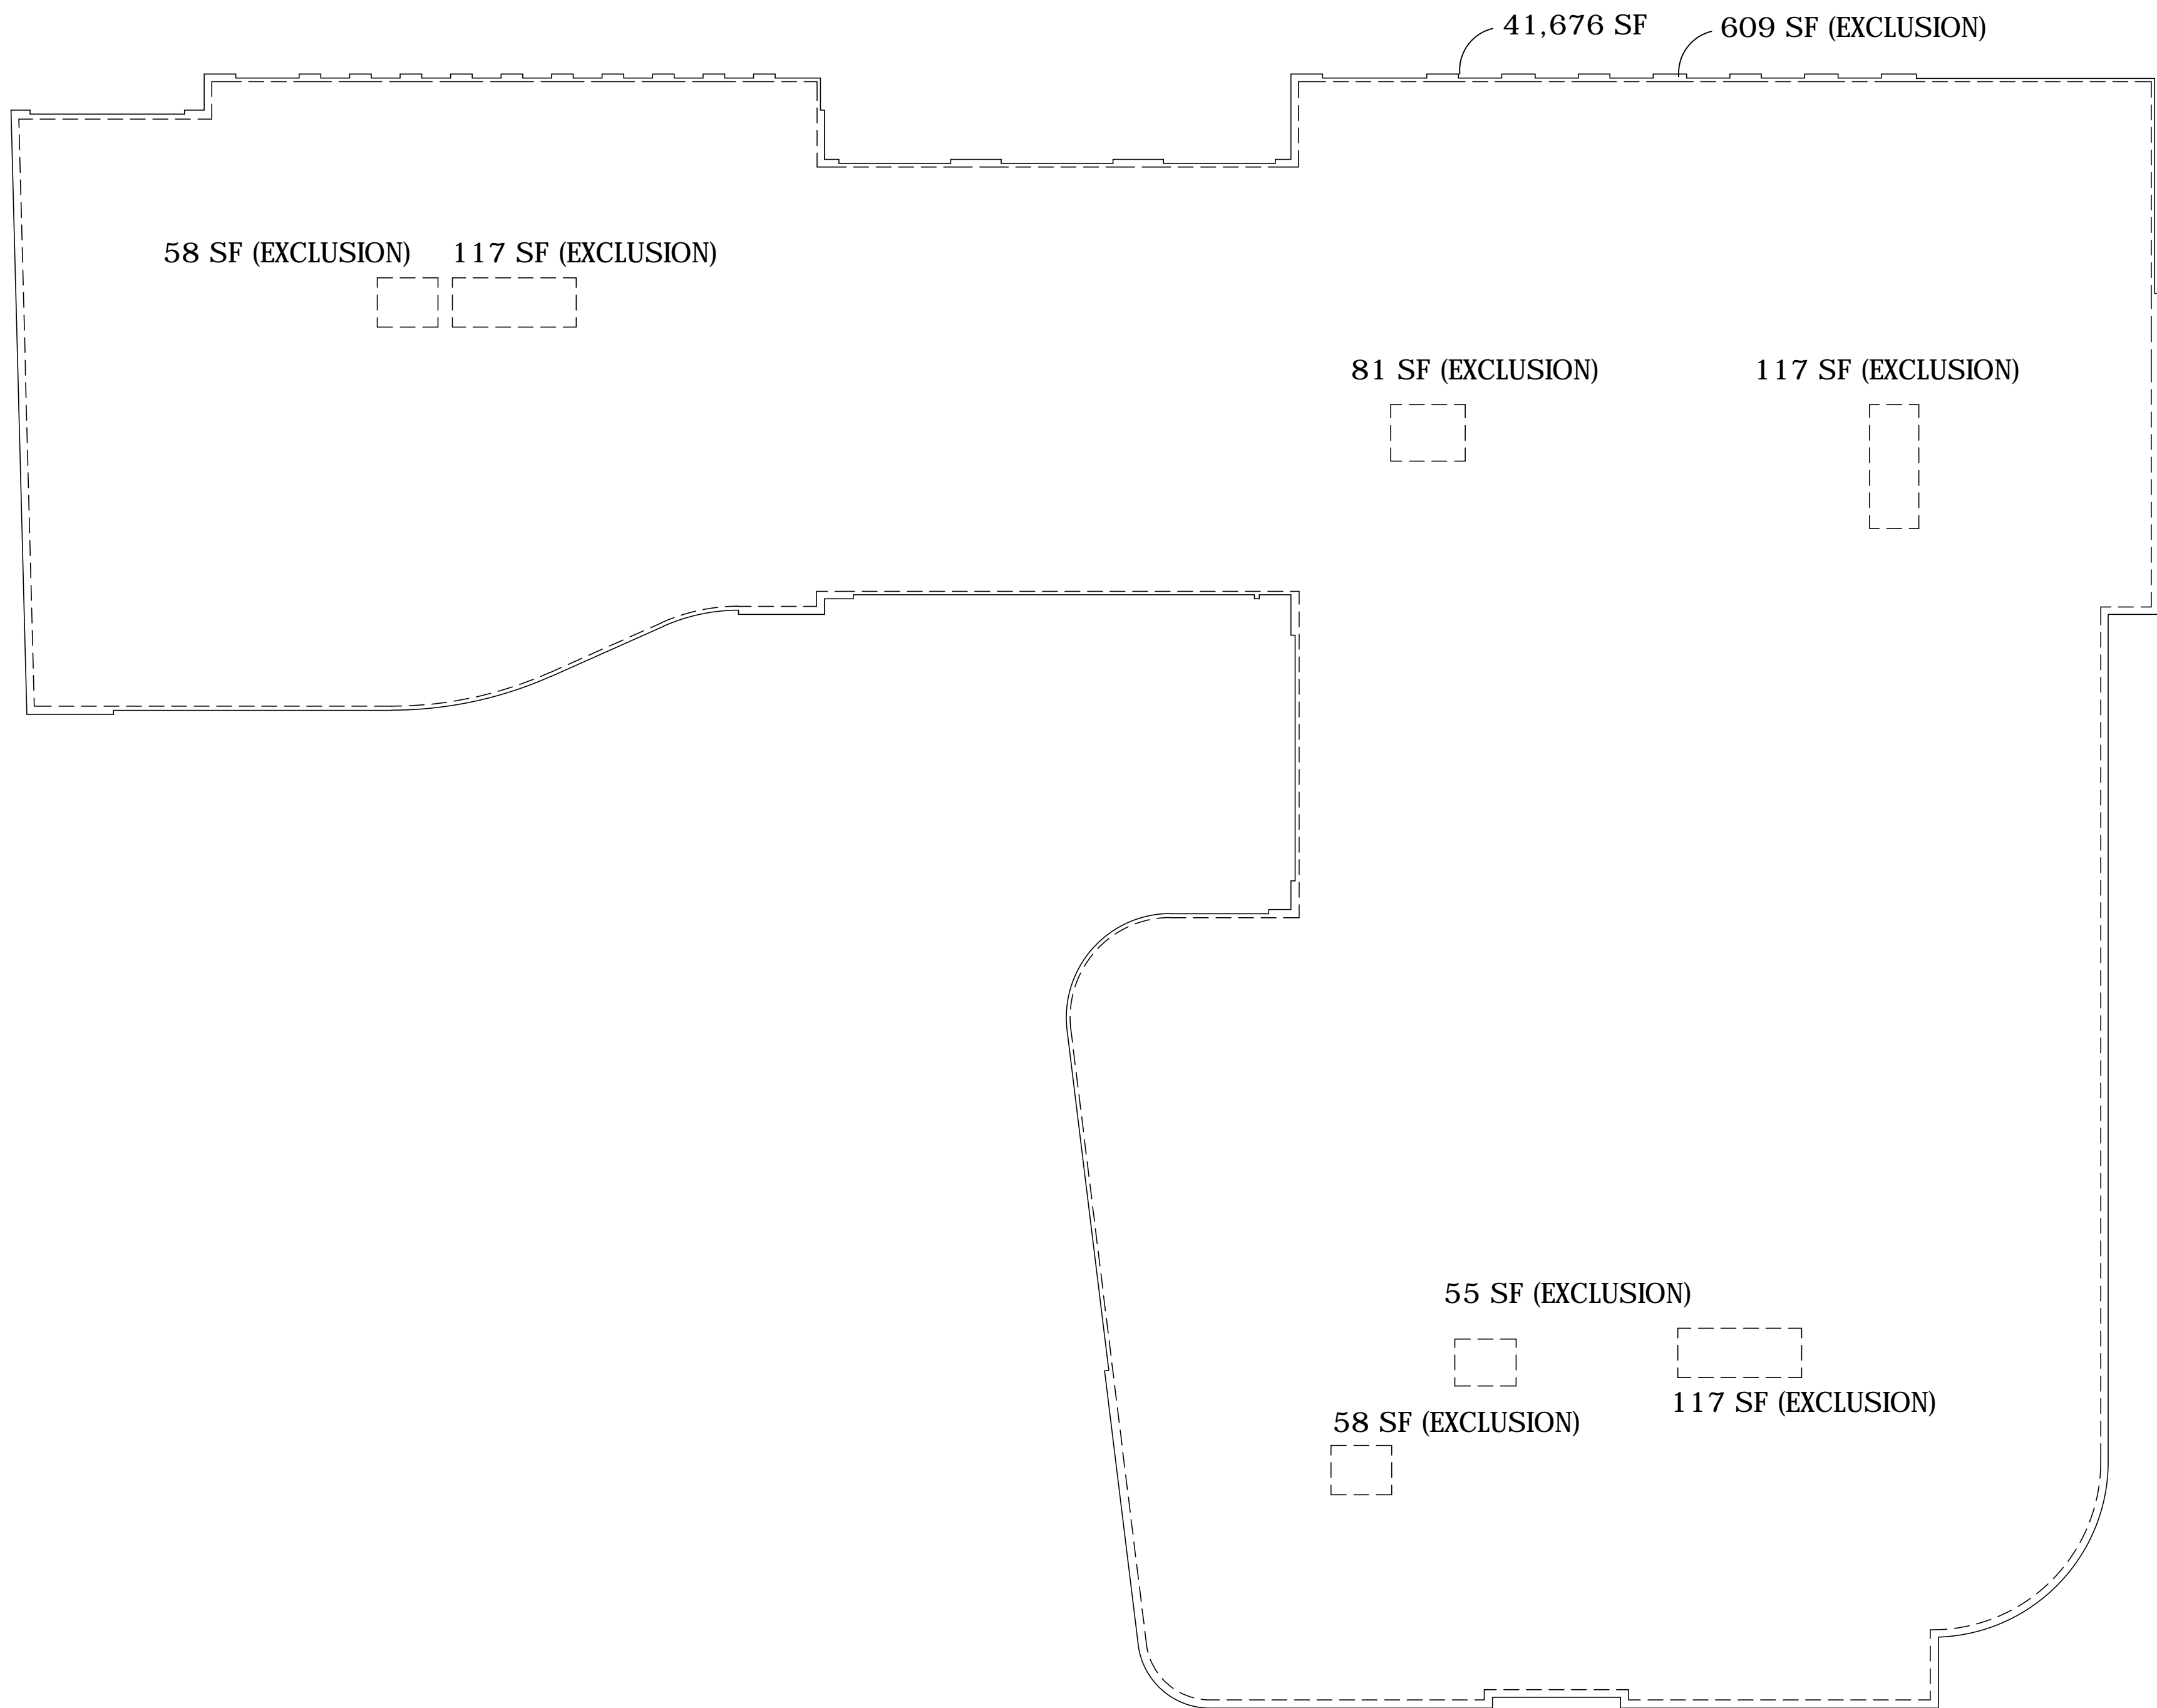 41,676 SF
609 SF (EXCLUSION)
58 SF (EXCLUSION)
117 SF (EXCLUSION)
81 SF (EXCLUSION)
117 SF (EXCLUSION)
55 SF (EXCLUSION)
117 SF (EXCLUSION)
58 SF (EXCLUSION)